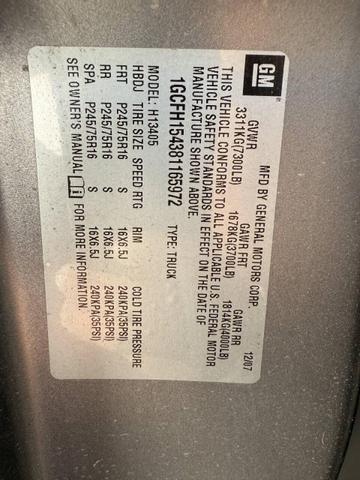 GM
MFD BY GENERAL MOTORS CORP.
12/07
GVWR GAWR FRT GAWR RR
3311KG(7300LB) 1678KG(3700LB) 1814KG(4000LB)
THIS VEHICLE CONFORMS TO ALL APPLICABLE U.S. FEDERAL MOTOR
VEHICLE SAFETY STANDARDS IN EFFECT ON THE DATE OF
MANUFACTURE SHOWN ABOVE.
1GCFH154381165972 TYPE: TRUCK
MODEL: H13405
HBDJ TIRE SIZE SPEED RTG RIM COLD TIRE PRESSURE
FRT P245/75R16 S 16X6.5J 240KPA(35PSI)
RR P245/75R16 S 16X6.5J 240KPA(35PSI)
SPA P245/75R16 S 16X6.5J 240KPA(35PSI)
SEE OWNER'S MANUAL FOR MORE INFORMATION.